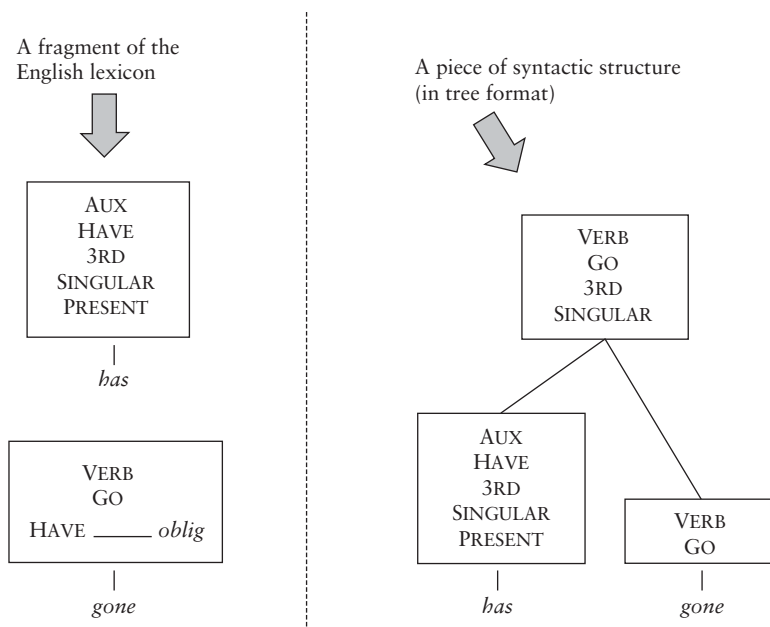 A fragment of the
English lexicon
AUX
HAVE
3RD
SINGULAR
PRESENT
has
VERB
GO
HAVE _____ oblig
gone
A piece of syntactic structure
(in tree format)
VERB
GO
3RD
SINGULAR
AUX
HAVE
3RD
SINGULAR
PRESENT
has
VERB
GO
gone